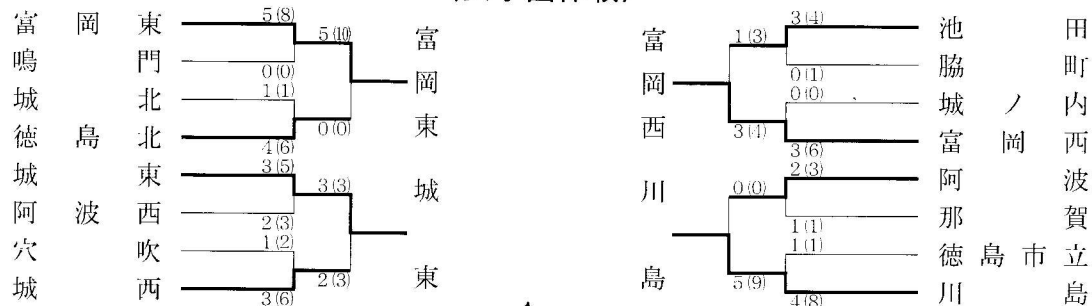 富岡東 5(8)
鳴門 0(0)
城北 1(1)
徳島北 4(6)
5(10)
0(0)
富岡東
城東 3(5)
阿波西 2(3)
穴吹 1(2)
城西 3(6)
3(3)
2(3)
城東
3(4) 池田
0(1) 脇町
0(0) 城ノ内
3(6) 富岡西
1(3)
3(4)
富岡西
2(3) 阿波
1(1) 那賀
1(1) 徳島市立
4(8) 川島
0(0)
5(9)
川島